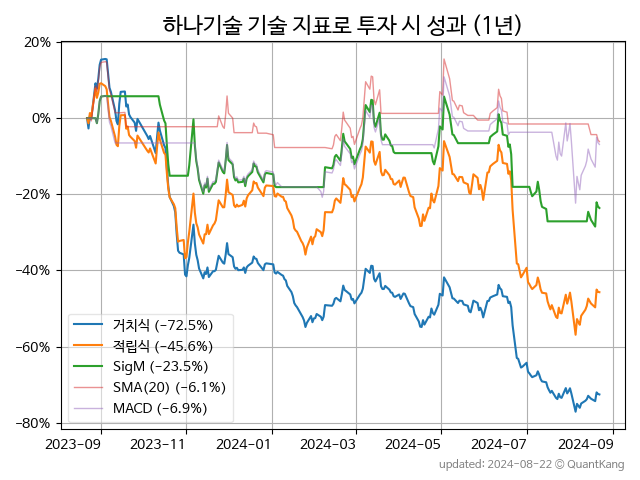 하나기술 기술 지표로 투자 시 성과 (1년)
20%
0%
−20%
−40%
−60%
−80%
거치식 (−72.5%)
적립식 (−45.6%)
SigM (−23.5%)
SMA(20) (−6.1%)
MACD (−6.9%)
2023-09
2023-11
2024-01
2024-03
2024-05
2024-07
2024-09
updated: 2024-08-22 © QuantKang